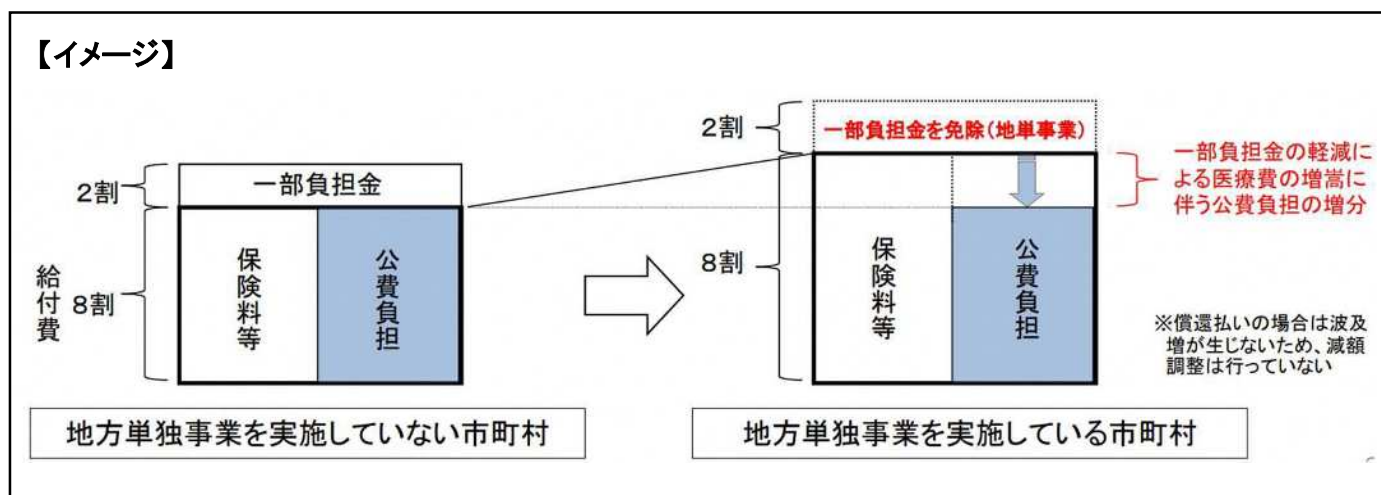 【イメージ】
2割
一部負担金
給付費
8割
保険料等
公費負担
地方単独事業を実施していない市町村
2割
一部負担金を免除(地単事業)
8割
保険料等
公費負担
一部負担金の軽減に
よる医療費の増嵩に
伴う公費負担の増分
※償還払いの場合は波及
増が生じないため、減額
調整は行っていない
地方単独事業を実施している市町村